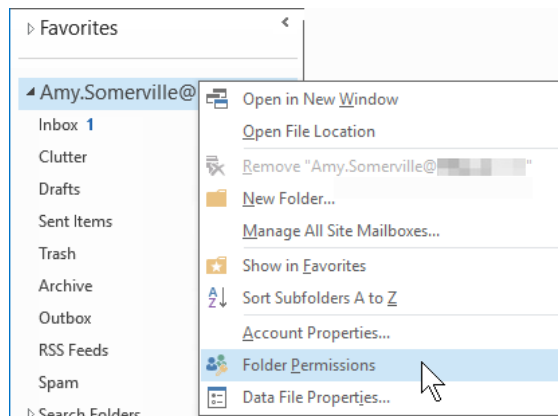 Favorites
Amy.Somerville@
Inbox 1
Clutter
Drafts
Sent Items
Trash
Archive
Outbox
RSS Feeds
Spam
Search Folders
Open in New Window
Open File Location
Remove "Amy.Somerville@ "
New Folder...
Manage All Site Mailboxes...
Show in Favorites
Sort Subfolders A to Z
Account Properties...
Folder Permissions
Data File Properties...